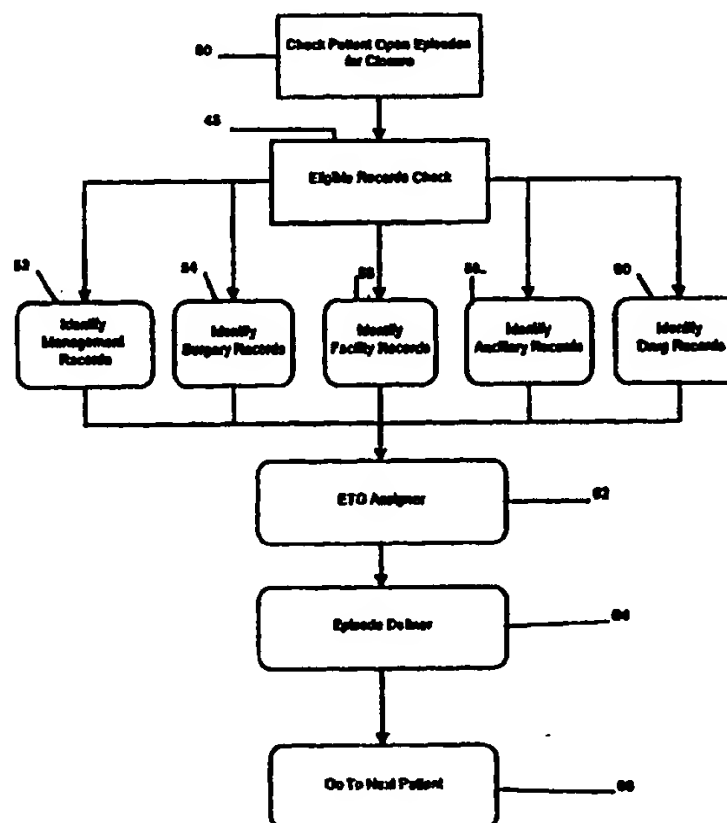 Check Patient Open Episodes
for Closure
Eligible Records Check
52
54
56
58
60
Identify
Management
Records
Identify
Surgery Records
Identify
Facility Records
Identify
Ancillary Records
Identify
Drug Records
ETG Assigner
62
Episode Definer
64
Go To Next Patient
66